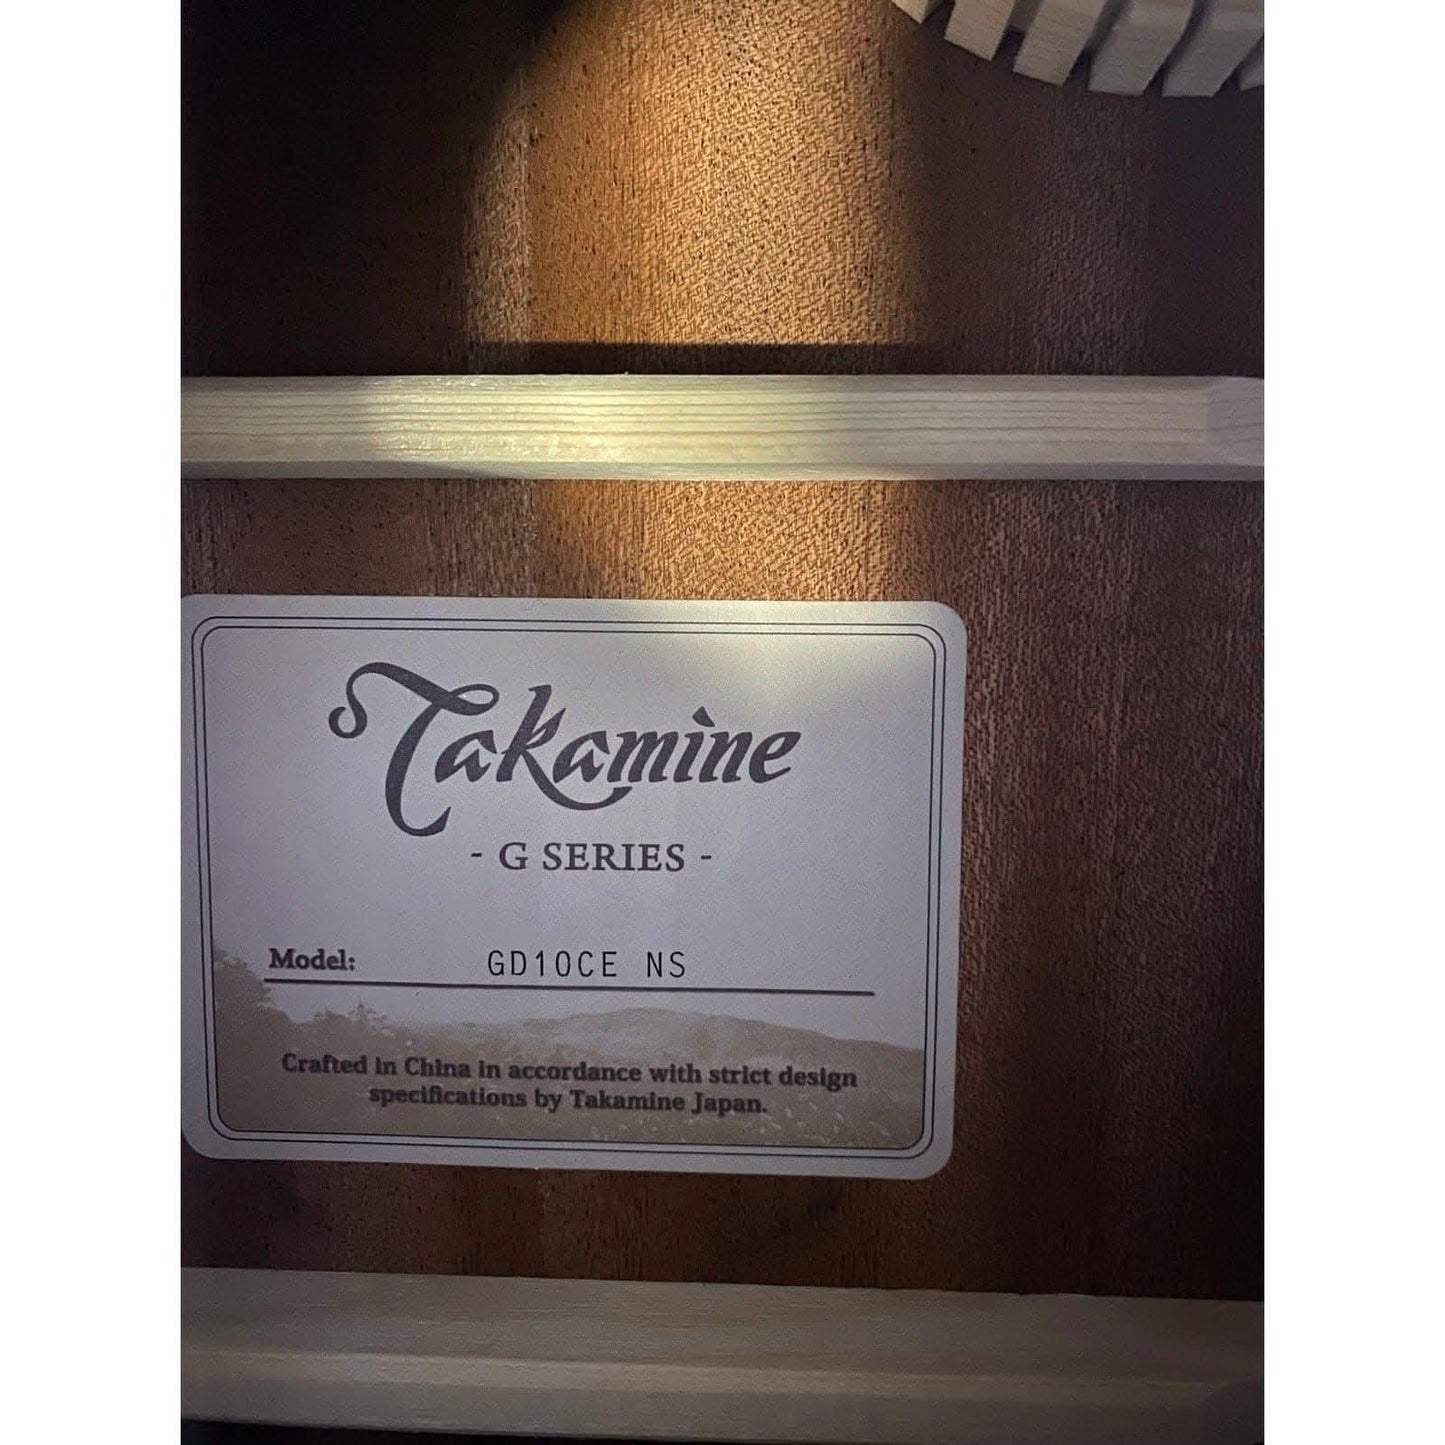 Takamine
- G SERIES -
Model: GD10CE NS
Crafted in China in accordance with strict design
specifications by Takamine Japan.